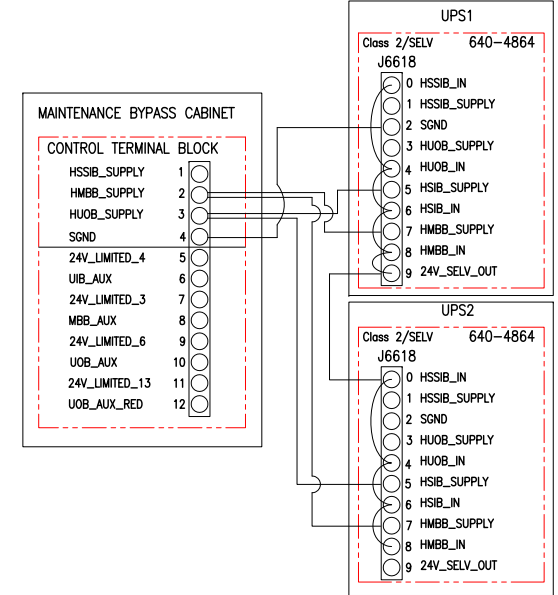 MAINTENANCE BYPASS CABINET
CONTROL TERMINAL BLOCK
HSSIB_SUPPLY 1
HMBB_SUPPLY 2
HUOB_SUPPLY 3
SGND 4
24V_LIMITED_4 5
UIB_AUX 6
24V_LIMITED_3 7
MBB_AUX 8
24V_LIMITED_6 9
UOB_AUX 10
24V_LIMITED_13 11
UOB_AUX_RED 12
UPS1
Class 2/SELV 640-4864
J6618
0 HSSIB_IN
1 HSSIB_SUPPLY
2 SGND
3 HUOB_SUPPLY
4 HUOB_IN
5 HSIB_SUPPLY
6 HSIB_IN
7 HMBB_SUPPLY
8 HMBB_IN
9 24V_SELV_OUT
UPS2
Class 2/SELV 640-4864
J6618
0 HSSIB_IN
1 HSSIB_SUPPLY
2 SGND
3 HUOB_SUPPLY
4 HUOB_IN
5 HSIB_SUPPLY
6 HSIB_IN
7 HMBB_SUPPLY
8 HMBB_IN
9 24V_SELV_OUT